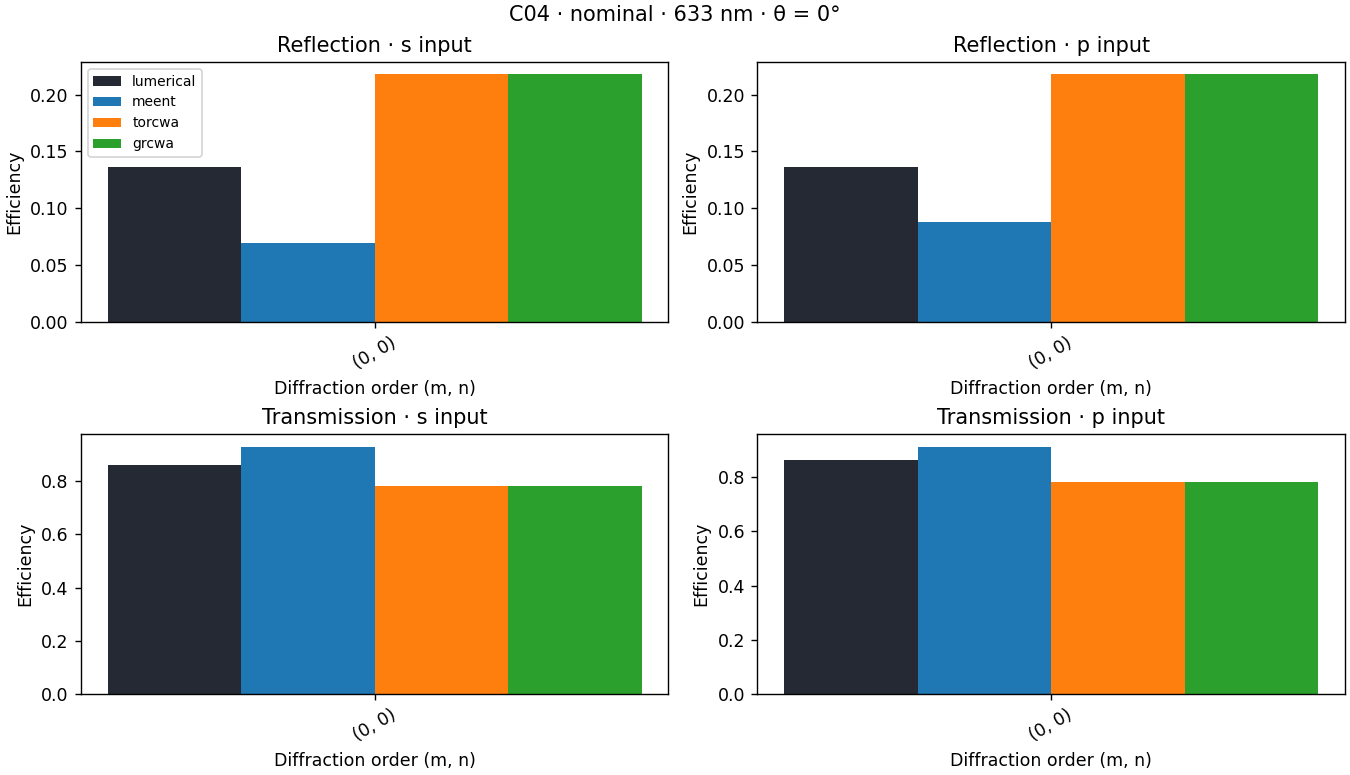 C04 · nominal · 633 nm · θ = 0°
Reflection · s input
Efficiency
0.20
0.15
0.10
0.05
0.00
lumerical
meent
torcwa
grcwa
(0, 0)
Diffraction order (m, n)
Reflection · p input
Efficiency
0.20
0.15
0.10
0.05
0.00
(0, 0)
Diffraction order (m, n)
Transmission · s input
Efficiency
0.8
0.6
0.4
0.2
0.0
(0, 0)
Diffraction order (m, n)
Transmission · p input
Efficiency
0.8
0.6
0.4
0.2
0.0
(0, 0)
Diffraction order (m, n)